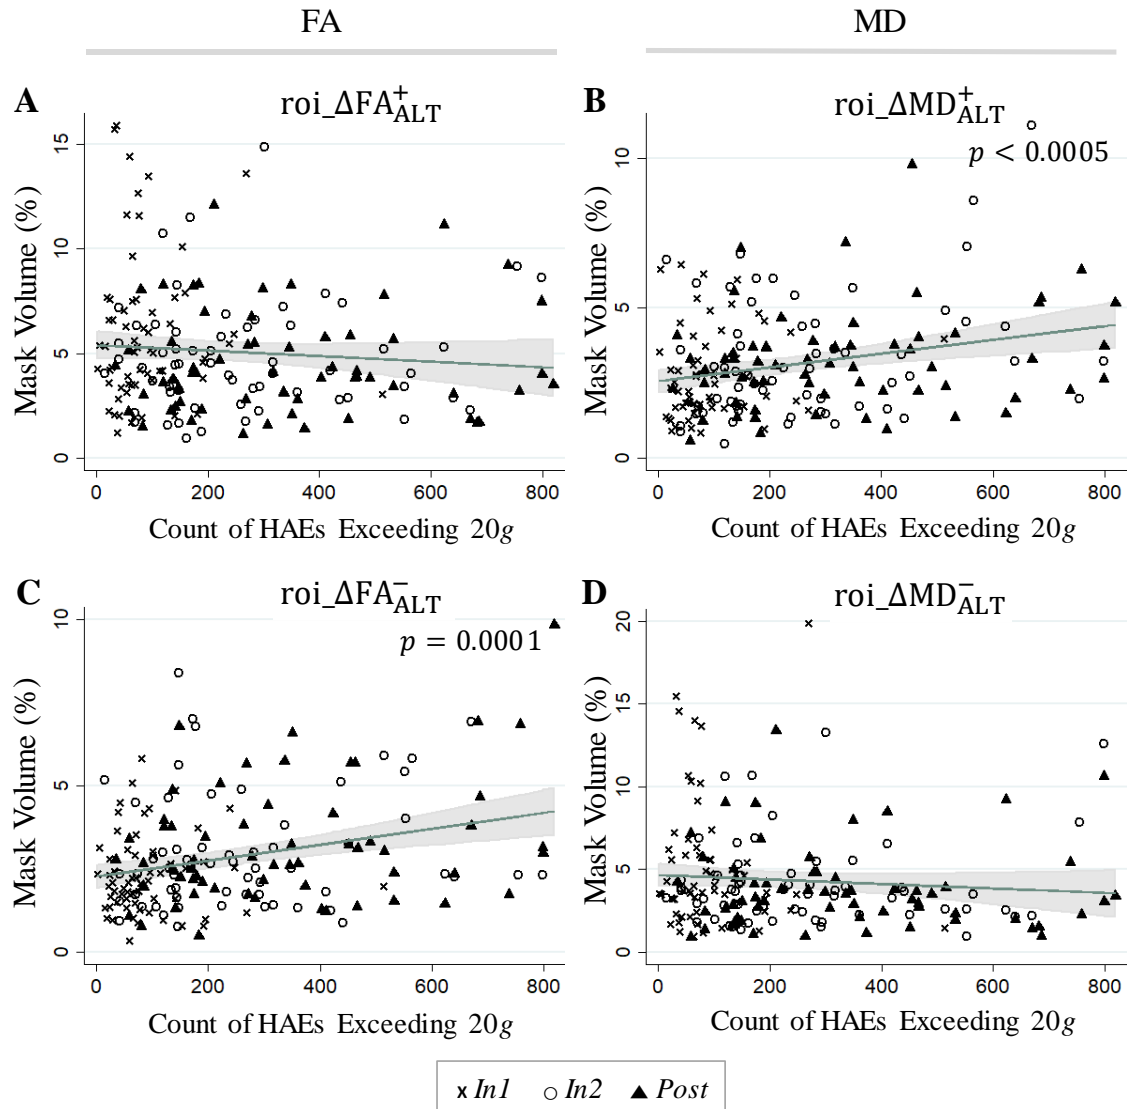 FA
MD
A
roi_ΔFA⁺ALT
Mask Volume (%)
15
10
5
0
0 200 400 600 800
Count of HAEs Exceeding 20g
B
roi_ΔMD⁺ALT
p < 0.0005
Mask Volume (%)
10
5
0
0 200 400 600 800
Count of HAEs Exceeding 20g
C
roi_ΔFA⁻ALT
p = 0.0001
Mask Volume (%)
10
5
0
0 200 400 600 800
Count of HAEs Exceeding 20g
D
roi_ΔMD⁻ALT
Mask Volume (%)
20
15
10
5
0
0 200 400 600 800
Count of HAEs Exceeding 20g
In1 In2 Post